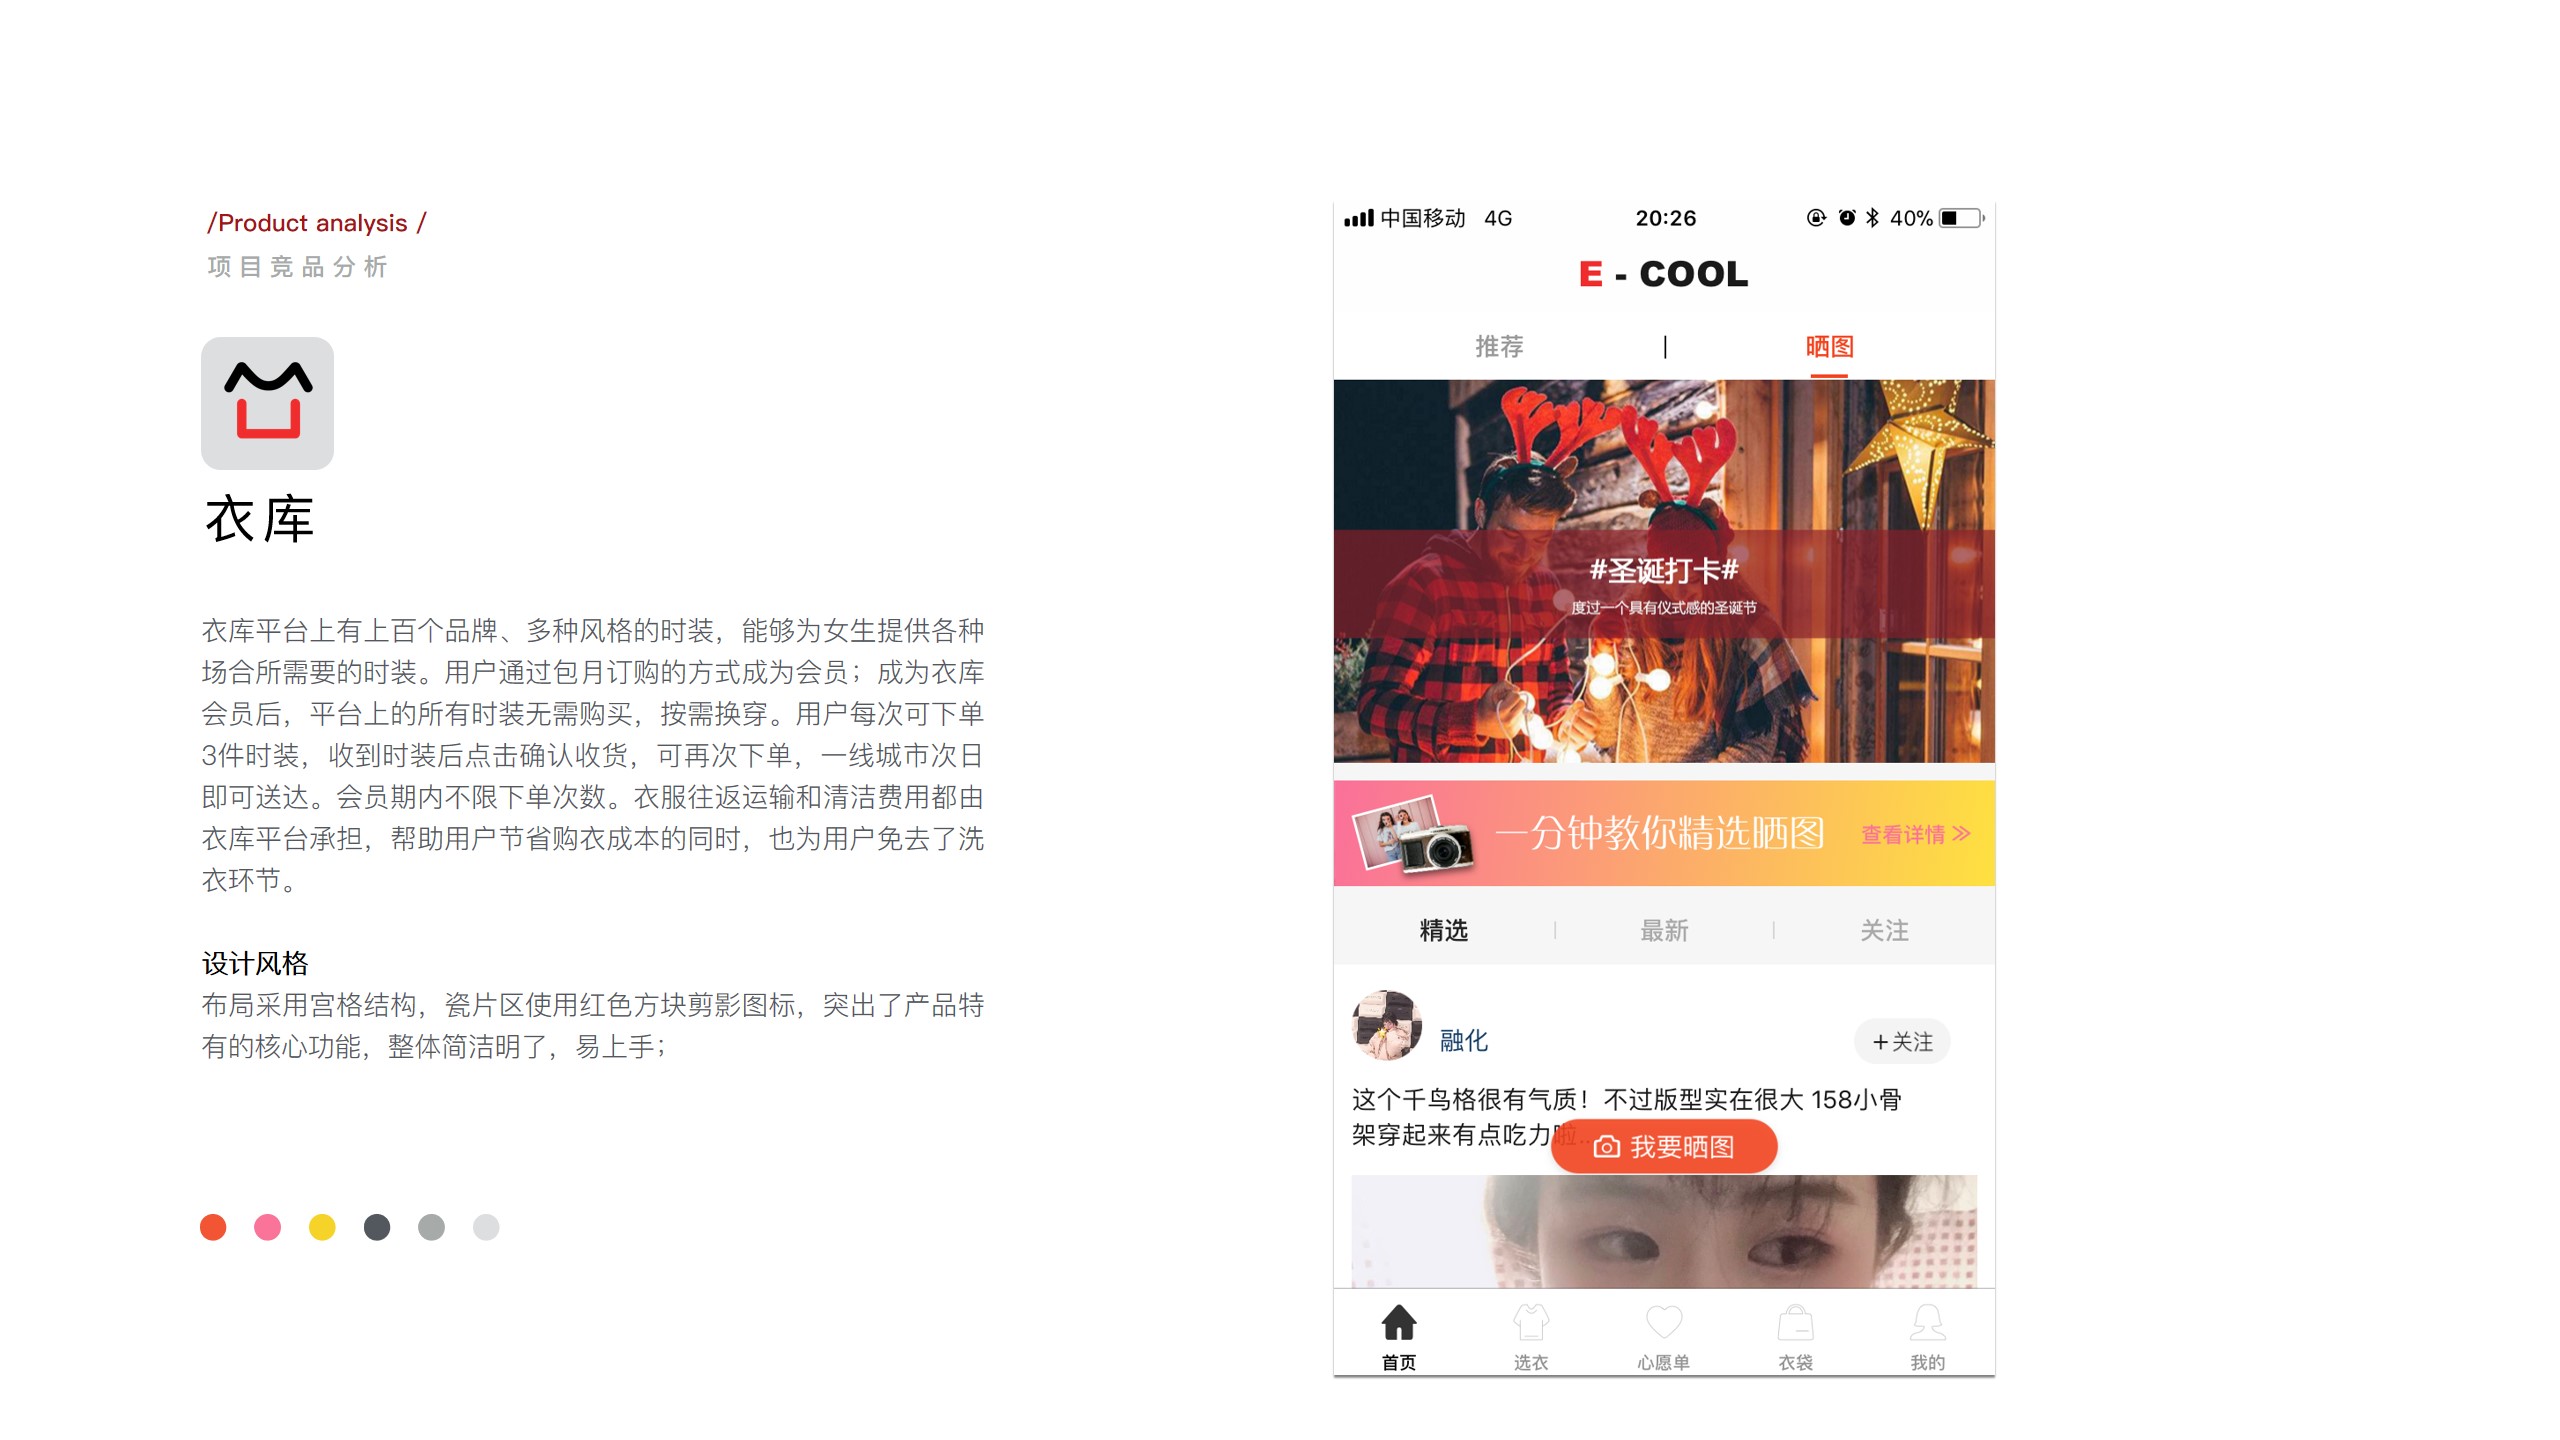 /Product analysis /
项目竞品分析
衣库
衣库平台上有上百个品牌、多种风格的时装，能够为女生提供各种
场合所需要的时装。用户通过包月订购的方式成为会员；成为衣库
会员后，平台上的所有时装无需购买，按需换穿。用户每次可下单
3件时装，收到时装后点击确认收货，可再次下单，一线城市次日
即可送达。会员期内不限下单次数。衣服往返运输和清洁费用都由
衣库平台承担，帮助用户节省购衣成本的同时，也为用户免去了洗
衣环节。
设计风格
布局采用宫格结构，瓷片区使用红色方块剪影图标，突出了产品特
有的核心功能，整体简洁明了，易上手；
中国移动 4G 20:26 40%
E - COOL
推荐 | 晒图
#圣诞打卡#
度过一个具有仪式感的圣诞节
一分钟教你精选晒图 查看详情
精选 最新 关注
融化 +关注
这个千鸟格很有气质！不过版型实在很大 158小骨
架穿起来有点吃力啦...
我要晒图
首页 选衣 心愿单 衣袋 我的